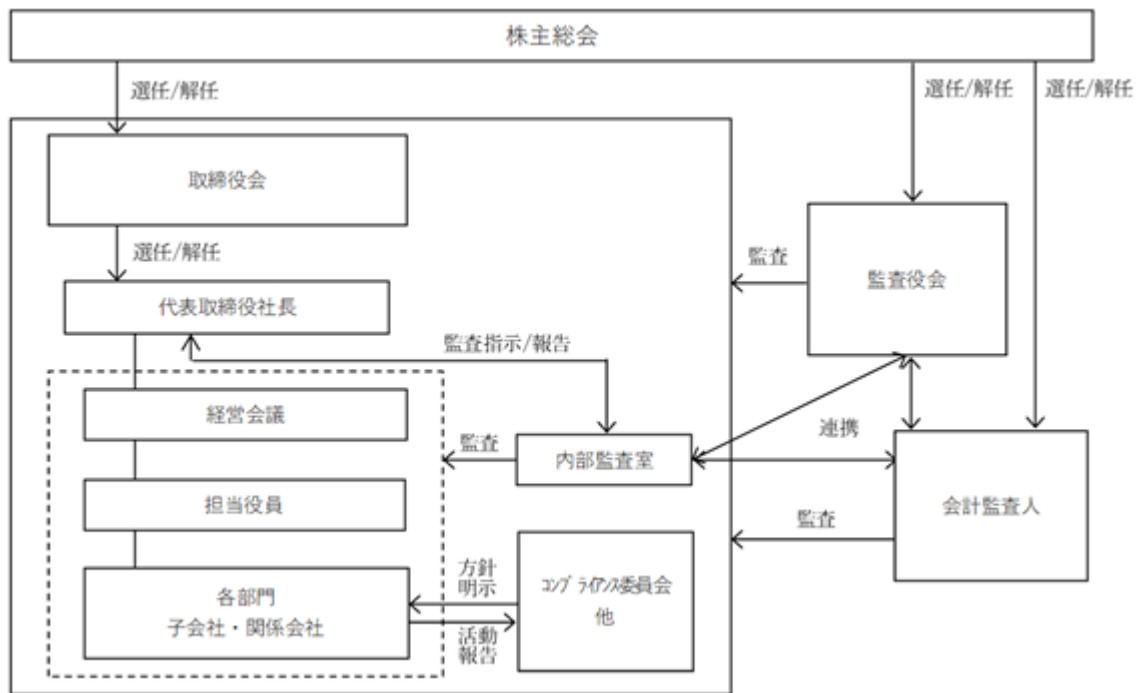 株主総会
選任/解任
選任/解任
選任/解任
取締役会
選任/解任
監査
監査役会
代表取締役社長
監査指示/報告
経営会議
監査
内部監査室
連携
担当役員
監査
会計監査人
方針
明示
コンプライアンス委員会
他
各部門
子会社・関係会社
活動
報告